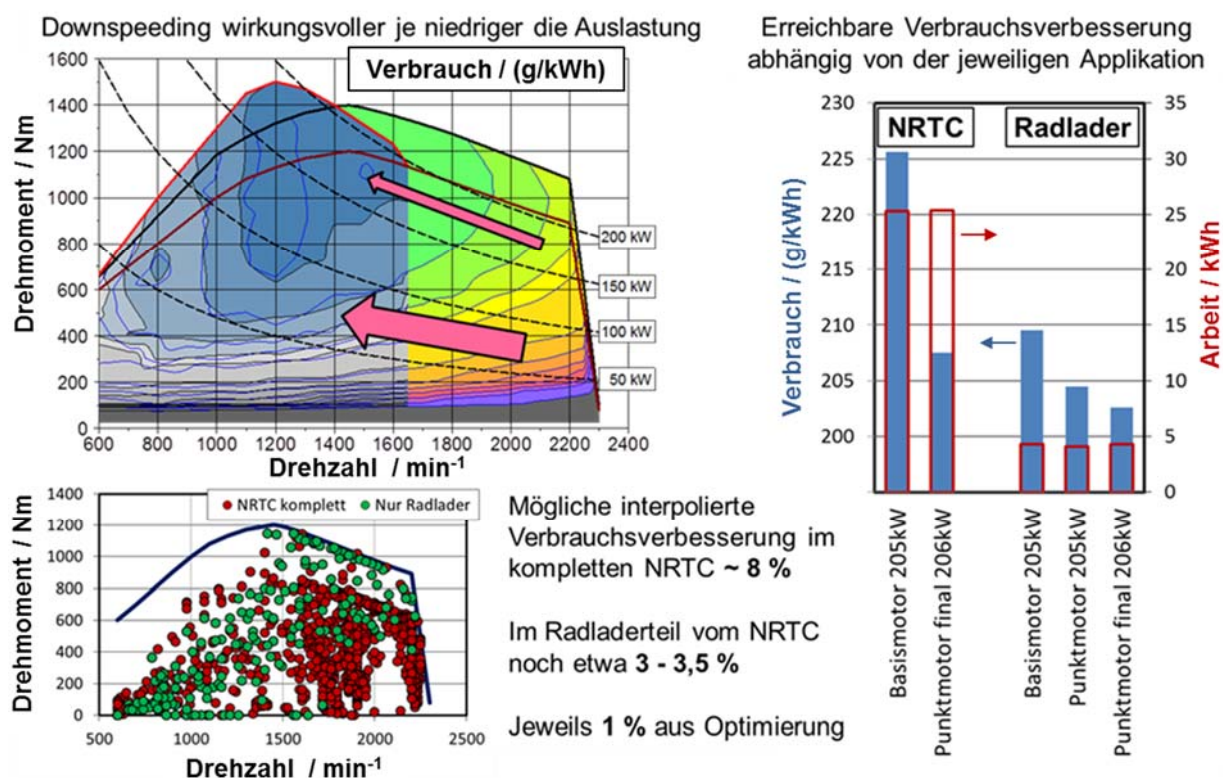 Downspeeding wirkungsvoller je niedriger die Auslastung
Verbrauch / (g/kWh)
Drehmoment / Nm
1600
1400
1200
1000
800
600
400
200
0
200 kW
150 kW
100 kW
50 kW
600 800 1000 1200 1400 1600 1800 2000 2200 2400
Drehzahl / min⁻¹
Erreichbare Verbrauchsverbesserung
abhängig von der jeweiligen Applikation
NRTC Radlader
Verbrauch / (g/kWh)
230
225
220
215
210
205
200
Arbeit / kWh
35
30
25
20
15
10
5
0
Basismotor 205kW
Punktmotor final 206kW
Basismotor 205kW
Punktmotor 205kW
Punktmotor final 206kW
Drehmoment / Nm
1400
1200
1000
800
600
400
200
0
NRTC komplett Nur Radlader
500 1000 1500 2000 2500
Drehzahl / min⁻¹
Mögliche interpolierte
Verbrauchsverbesserung im
kompletten NRTC ~ 8 %
Im Radladerteil vom NRTC
noch etwa 3 - 3,5 %
Jeweils 1 % aus Optimierung